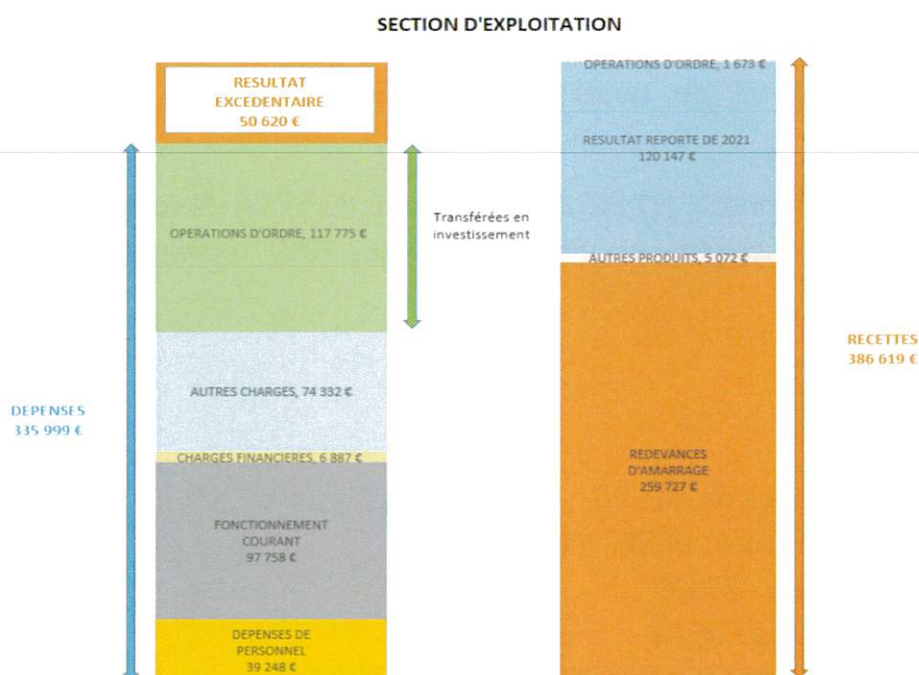 SECTION D'EXPLOITATION
RESULTAT
EXCEDENTAIRE
50 620 €
OPERATIONS D'ORDRE, 117 775 €
AUTRES CHARGES, 74 332 €
CHARGES FINANCIERES, 6 887 €
FONCTIONNEMENT
COURANT
97 758 €
DEPENSES DE
PERSONNEL
39 248 €
DEPENSES
335 999 €
Transférées en
investissement
OPERATIONS D'ORDRE, 1 673 €
RESULTAT REPORTE DE 2021
120 147 €
AUTRES PRODUITS, 5 072 €
REDEVANCES
D'AMARRAGE
259 727 €
RECETTES
386 619 €